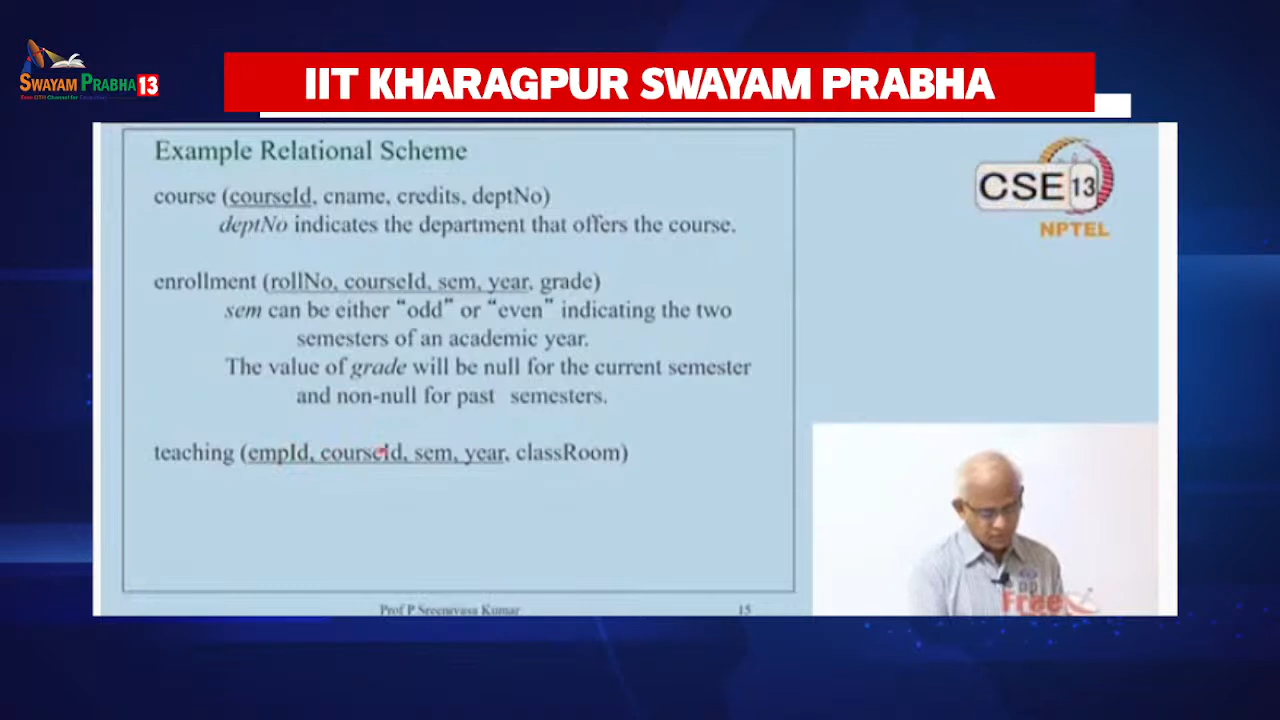 SWAYAM PRABHA 13
IIT KHARAGPUR SWAYAM PRABHA
Example Relational Scheme
CSE 13
NPTEL
course (courseId, cname, credits, deptNo)
deptNo indicates the department that offers the course.
enrollment (rollNo, courseId, sem, year, grade)
sem can be either “odd” or “even” indicating the two
semesters of an academic year.
The value of grade will be null for the current semester
and non-null for past semesters.
teaching (empId, courseId, sem, year, classRoom)
Free
Prof P Sreenivasa Kumar
15